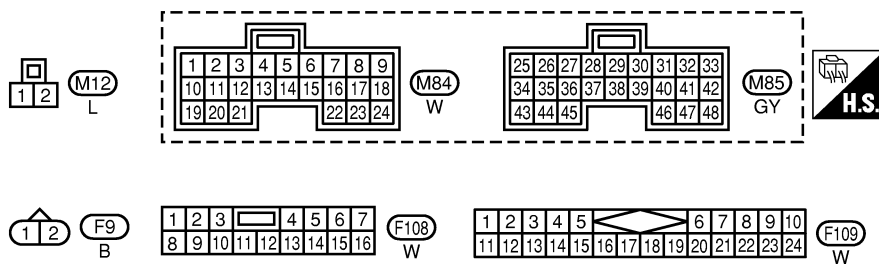 1 2 M12 L
1 2 3 4 5 6 7 8 9
10 11 12 13 14 15 16 17 18
19 20 21 22 23 24
M84 W
25 26 27 28 29 30 31 32 33
34 35 36 37 38 39 40 41 42
43 44 45 46 47 48
M85 GY
H.S.
1 2 F9 B
1 2 3 4 5 6 7
8 9 10 11 12 13 14 15 16
F108 W
1 2 3 4 5 6 7 8 9 10
11 12 13 14 15 16 17 18 19 20 21 22 23 24
F109 W